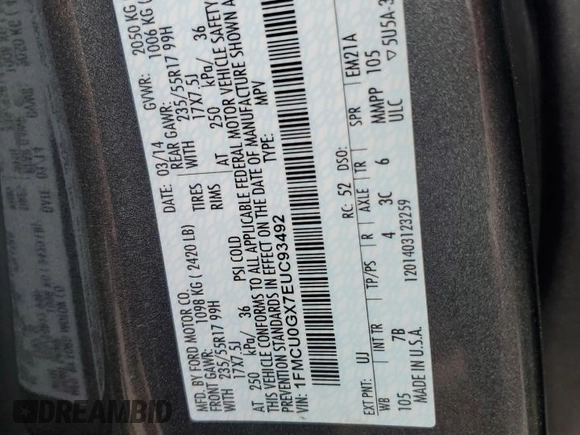 MFD. BY FORD MOTOR CO.
DATE: 03/14 GVWR: 2050 KG
FRONT GAWR: 1098 KG ( 2420 LB) REAR GAWR: 1006 KG (
235/55R17 99H TIRES WITH 235/55R17 99H
WITH 17X7.5J RIMS 17X7.5J
AT 250 kPa/ 36 PSI COLD AT 250 kPa/ 36
THIS VEHICLE CONFORMS TO ALL APPLICABLE FEDERAL MOTOR VEHICLE SAFETY
PREVENTION STANDARDS IN EFFECT ON THE DATE OF MANUFACTURE SHOWN
VIN: 1FMCU0GX7EUC93492 TYPE: MPV
EXT PNT: UJ RC: 52 DSO:
WB INT TR TP/PS R AXLE TR SPR EM21A
105 7B 4 3C 6 MMPP 105
MADE IN U.S.A. 1201403123259 ULC ▽5U5A-3
DREAMBID